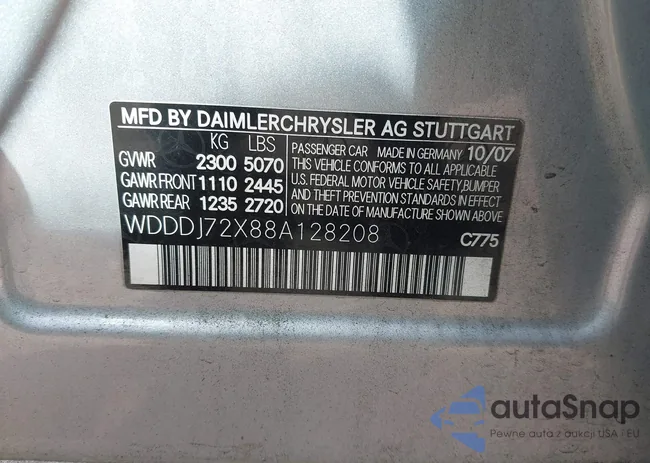 MFD BY DAIMLERCHRYSLER AG STUTTGART
KG LBS
GVWR 2300 5070
GAWR FRONT 1110 2445
GAWR REAR 1235 2720
PASSENGER CAR MADE IN GERMANY 10/07
THIS VEHICLE CONFORMS TO ALL APPLICABLE
U.S. FEDERAL MOTOR VEHICLE SAFETY,BUMPER
AND THEFT PREVENTION STANDARDS IN EFFECT
ON THE DATE OF MANUFACTURE SHOWN ABOVE
WDDDJ72X88A128208
C775
autoSnap
Pewne auta z aukcji USA i EU